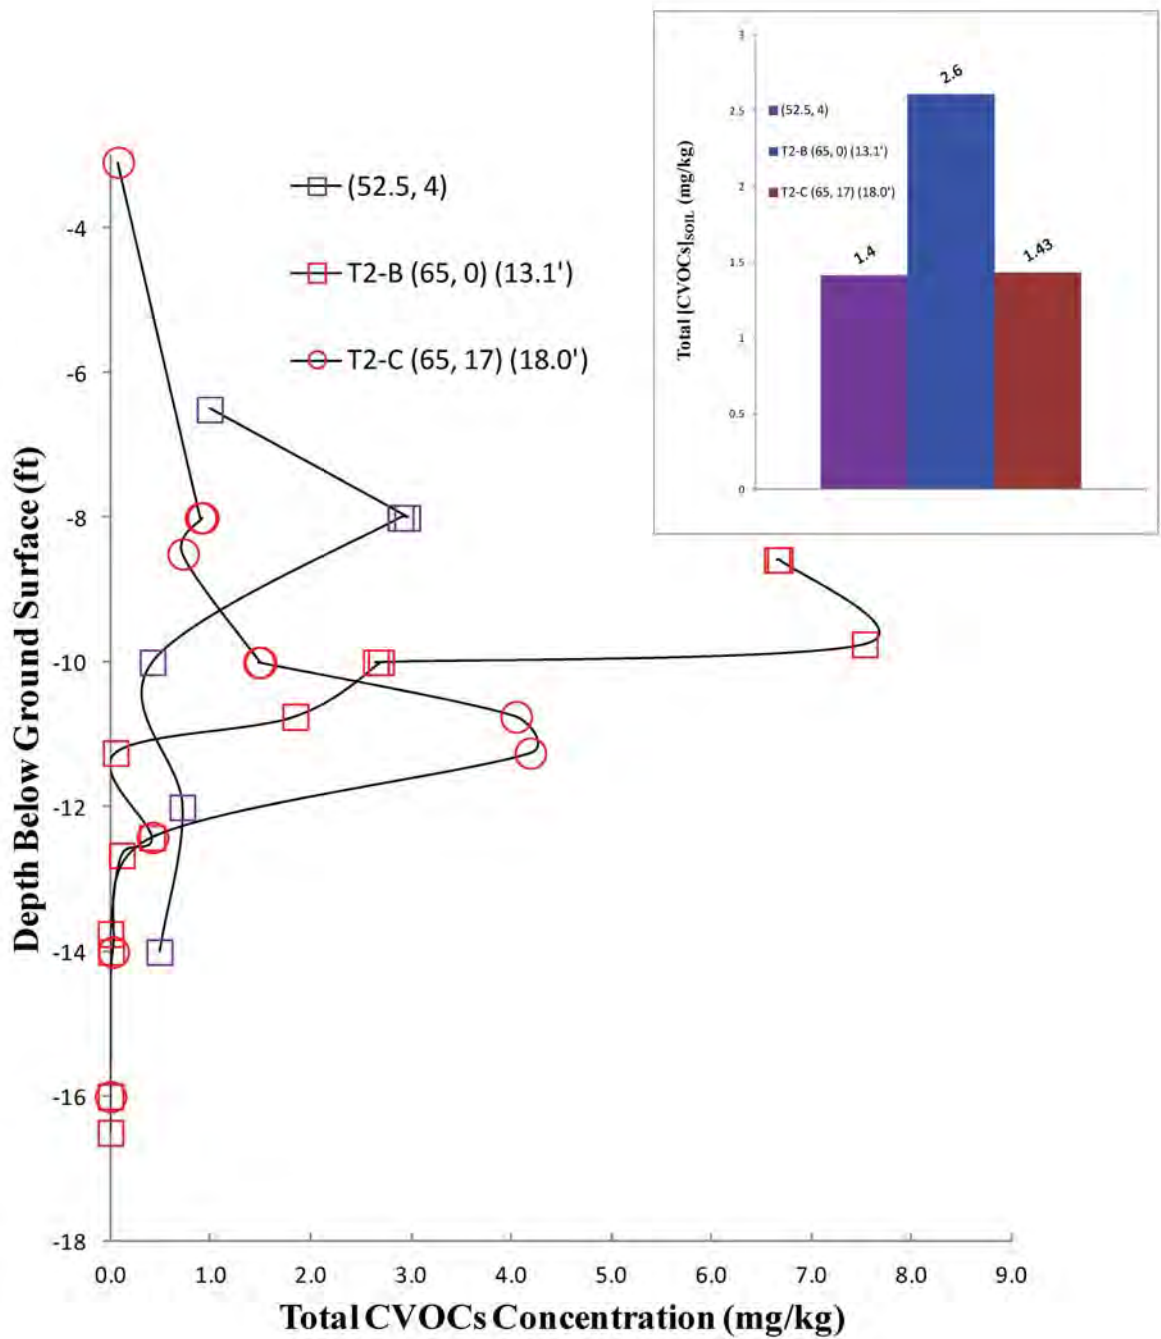 3
2.5
2
1.5
1
0.5
0
Total [CVOCs]SOIL (mg/kg)
(52.5, 4)
T2-B (65, 0) (13.1')
T2-C (65, 17) (18.0')
1.4
2.6
1.43
(52.5, 4)
T2-B (65, 0) (13.1')
T2-C (65, 17) (18.0')
Depth Below Ground Surface (ft)
-4
-6
-8
-10
-12
-14
-16
-18
0.0 1.0 2.0 3.0 4.0 5.0 6.0 7.0 8.0 9.0
Total CVOCs Concentration (mg/kg)